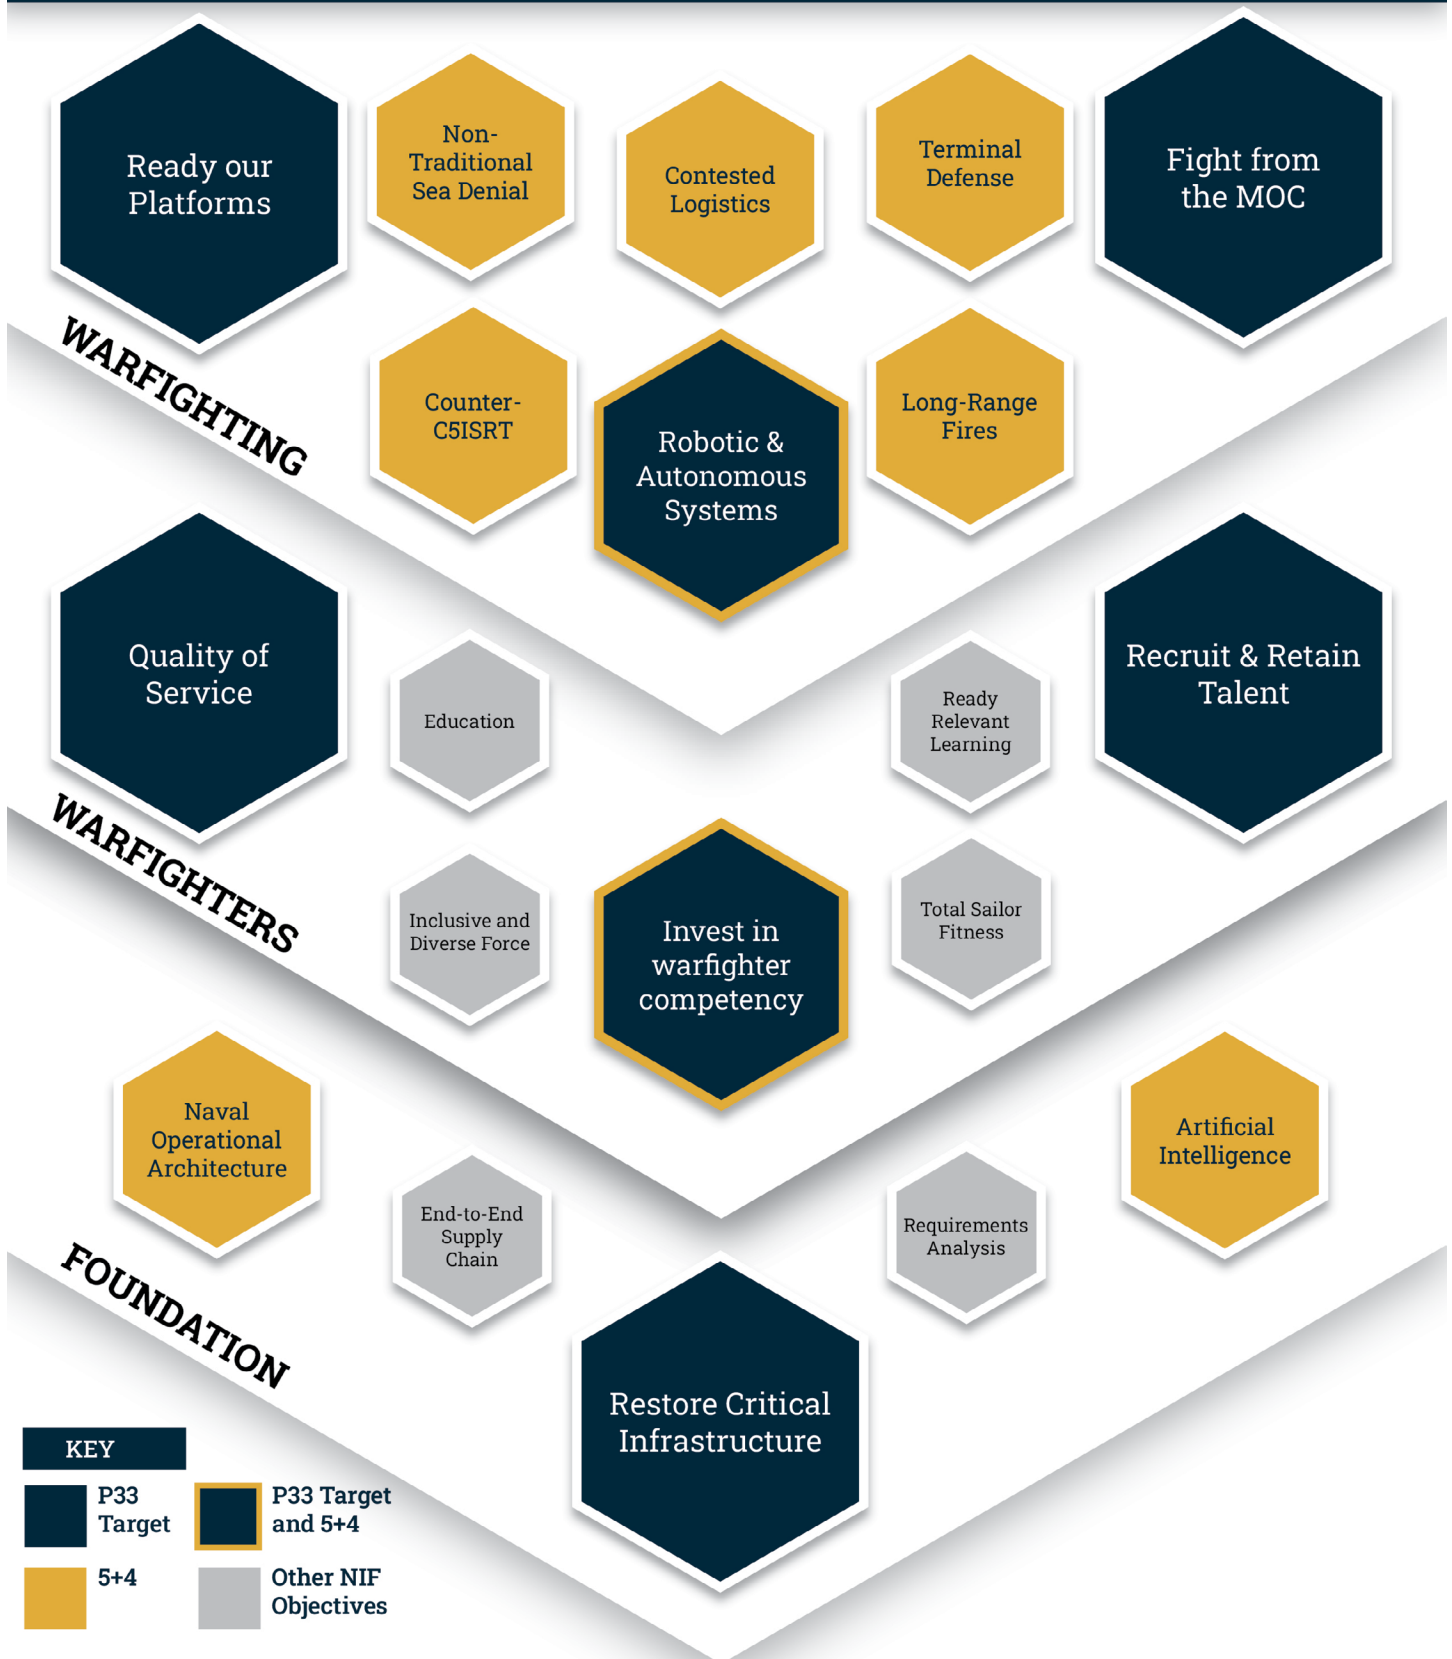 Ready our
Platforms
Non-
Traditional
Sea Denial
Contested
Logistics
Terminal
Defense
Fight from
the MOC
WARFIGHTING
Counter-
C5ISRT
Robotic &
Autonomous
Systems
Long-Range
Fires
Quality of
Service
Education
Ready
Relevant
Learning
Recruit & Retain
Talent
WARFIGHTERS
Inclusive and
Diverse Force
Invest in
warfighter
competency
Total Sailor
Fitness
Naval
Operational
Architecture
End-to-End
Supply
Chain
Requirements
Analysis
Artificial
Intelligence
FOUNDATION
Restore Critical
Infrastructure
KEY
P33
Target
P33 Target
and 5+4
5+4
Other NIF
Objectives